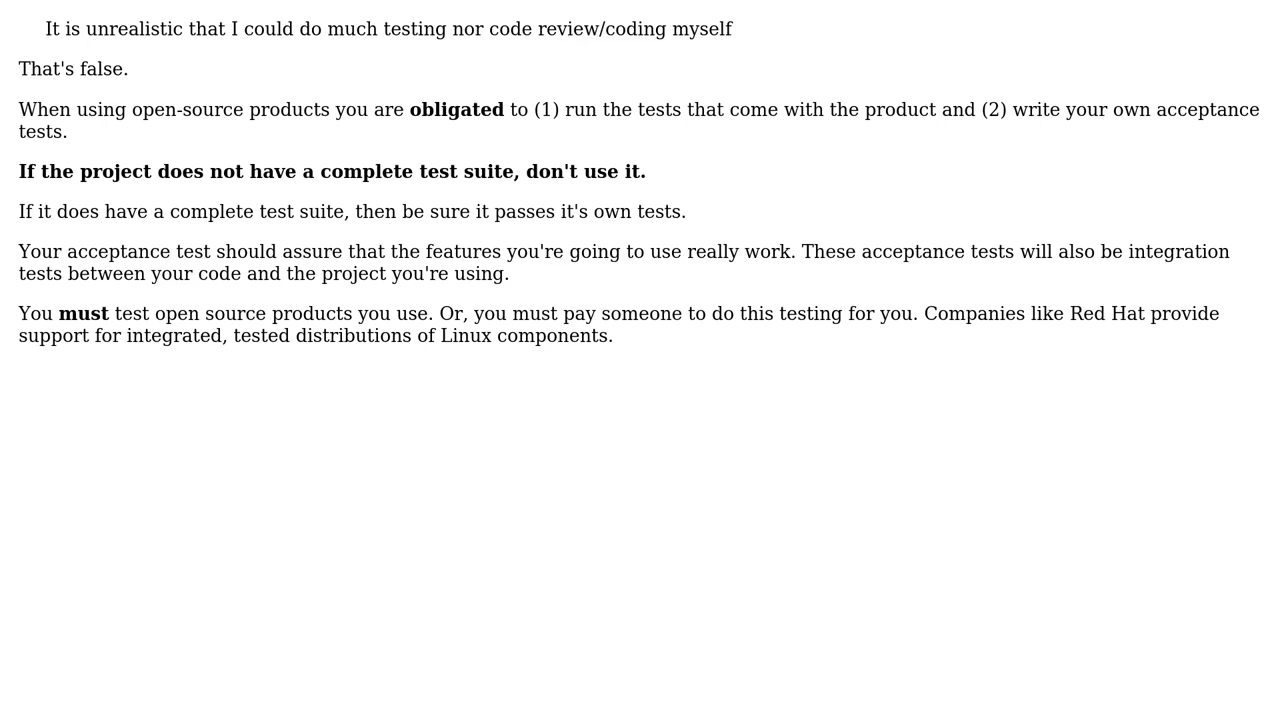 It is unrealistic that I could do much testing nor code review/coding myself
That's false.
When using open-source products you are obligated to (1) run the tests that come with the product and (2) write your own acceptance
tests.
If the project does not have a complete test suite, don't use it.
If it does have a complete test suite, then be sure it passes it's own tests.
Your acceptance test should assure that the features you're going to use really work. These acceptance tests will also be integration
tests between your code and the project you're using.
You must test open source products you use. Or, you must pay someone to do this testing for you. Companies like Red Hat provide
support for integrated, tested distributions of Linux components.